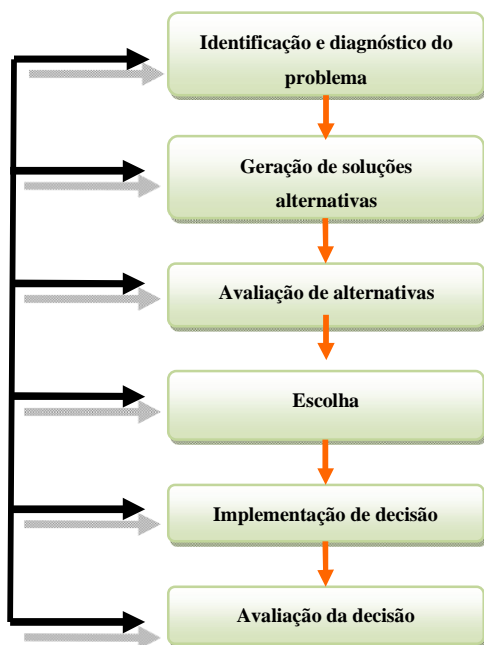 Identificação e diagnóstico do
problema
Geração de soluções
alternativas
Avaliação de alternativas
Escolha
Implementação de decisão
Avaliação da decisão